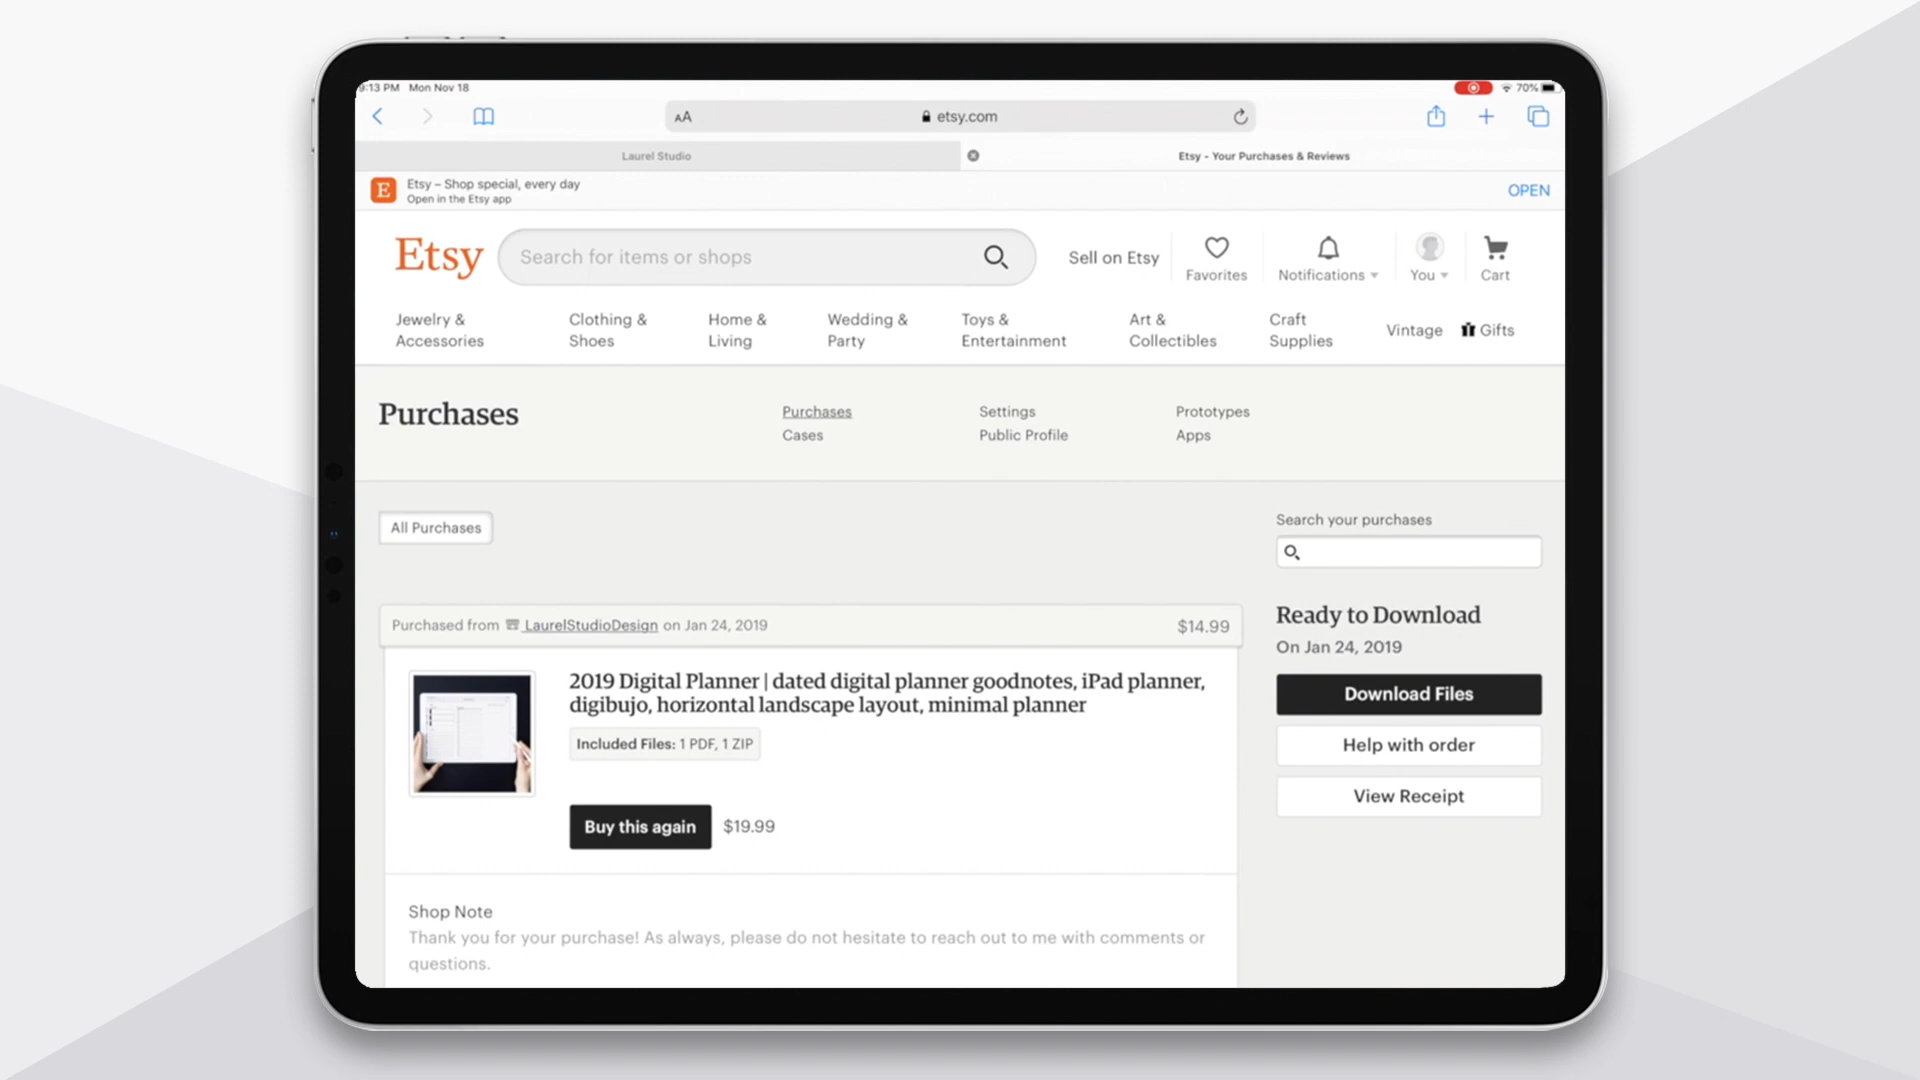 9:13 PM Mon Nov 18
70%
AA
etsy.com
Laurel Studio
Etsy - Your Purchases & Reviews
E
Etsy – Shop special, every day
Open in the Etsy app
OPEN
Etsy
Search for items or shops
Sell on Etsy
Favorites
Notifications
You
Cart
Jewelry &
Accessories
Clothing &
Shoes
Home &
Living
Wedding &
Party
Toys &
Entertainment
Art &
Collectibles
Craft
Supplies
Vintage
Gifts
Purchases
Purchases
Cases
Settings
Public Profile
Prototypes
Apps
All Purchases
Search your purchases
Purchased from LaurelStudioDesign on Jan 24, 2019
$14.99
2019 Digital Planner | dated digital planner goodnotes, iPad planner,
digibujo, horizontal landscape layout, minimal planner
Included Files: 1 PDF, 1 ZIP
Buy this again
$19.99
Shop Note
Thank you for your purchase! As always, please do not hesitate to reach out to me with comments or
questions.
Ready to Download
On Jan 24, 2019
Download Files
Help with order
View Receipt